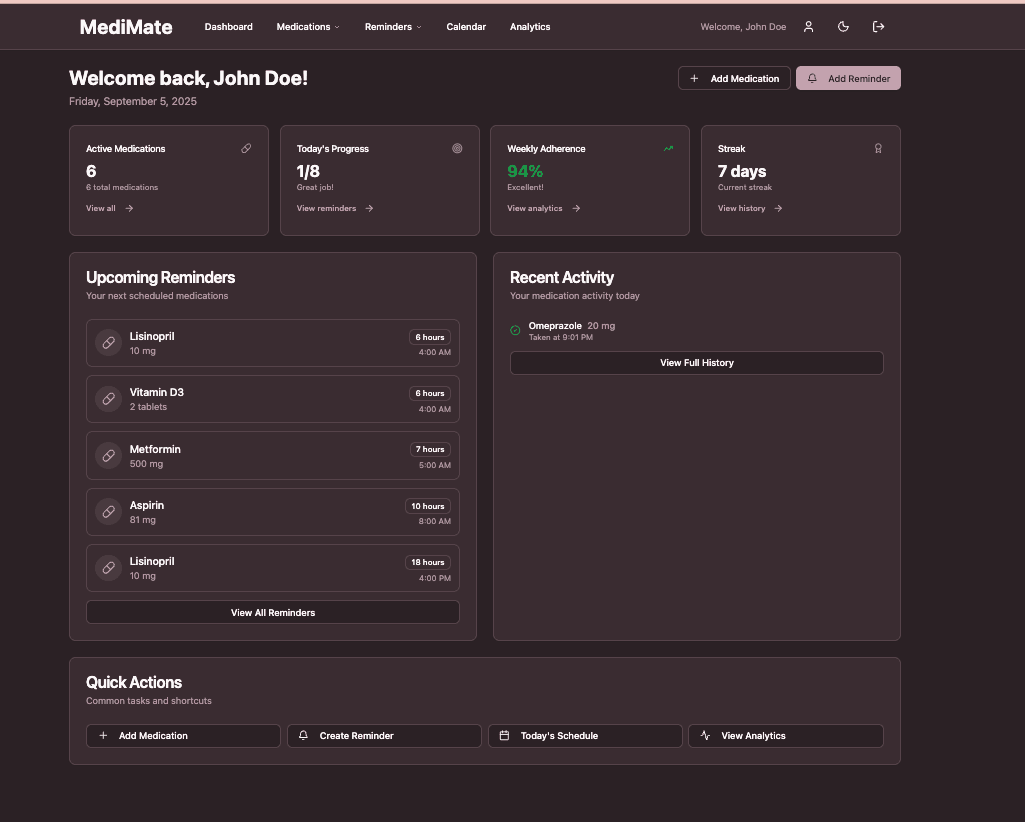 MediMate
Dashboard
Medications
Reminders
Calendar
Analytics
Welcome, John Doe
Welcome back, John Doe!
Friday, September 5, 2025
Add Medication
Add Reminder
Active Medications
6
6 total medications
View all
Today's Progress
1/8
Great job!
View reminders
Weekly Adherence
94%
Excellent!
View analytics
Streak
7 days
Current streak
View history
Upcoming Reminders
Your next scheduled medications
Lisinopril
10 mg
6 hours
4:00 AM
Vitamin D3
2 tablets
6 hours
4:00 AM
Metformin
500 mg
7 hours
5:00 AM
Aspirin
81 mg
10 hours
8:00 AM
Lisinopril
10 mg
18 hours
4:00 PM
View All Reminders
Recent Activity
Your medication activity today
Omeprazole 20 mg
Taken at 9:01 PM
View Full History
Quick Actions
Common tasks and shortcuts
Add Medication
Create Reminder
Today's Schedule
View Analytics